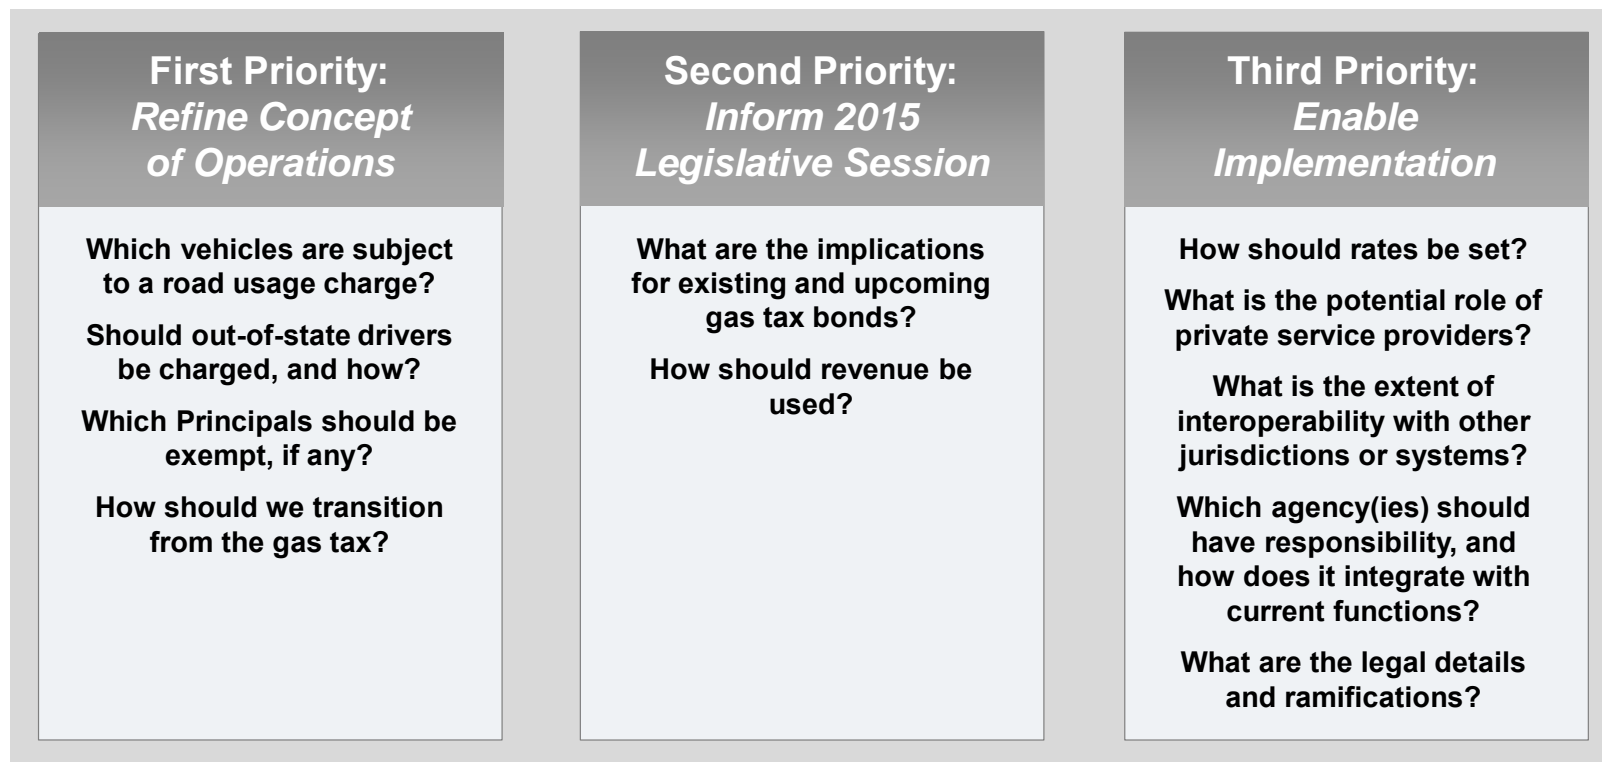 First Priority:
Refine Concept
of Operations
Which vehicles are subject
to a road usage charge?
Should out-of-state drivers
be charged, and how?
Which Principals should be
exempt, if any?
How should we transition
from the gas tax?
Second Priority:
Inform 2015
Legislative Session
What are the implications
for existing and upcoming
gas tax bonds?
How should revenue be
used?
Third Priority:
Enable
Implementation
How should rates be set?
What is the potential role of
private service providers?
What is the extent of
interoperability with other
jurisdictions or systems?
Which agency(ies) should
have responsibility, and
how does it integrate with
current functions?
What are the legal details
and ramifications?